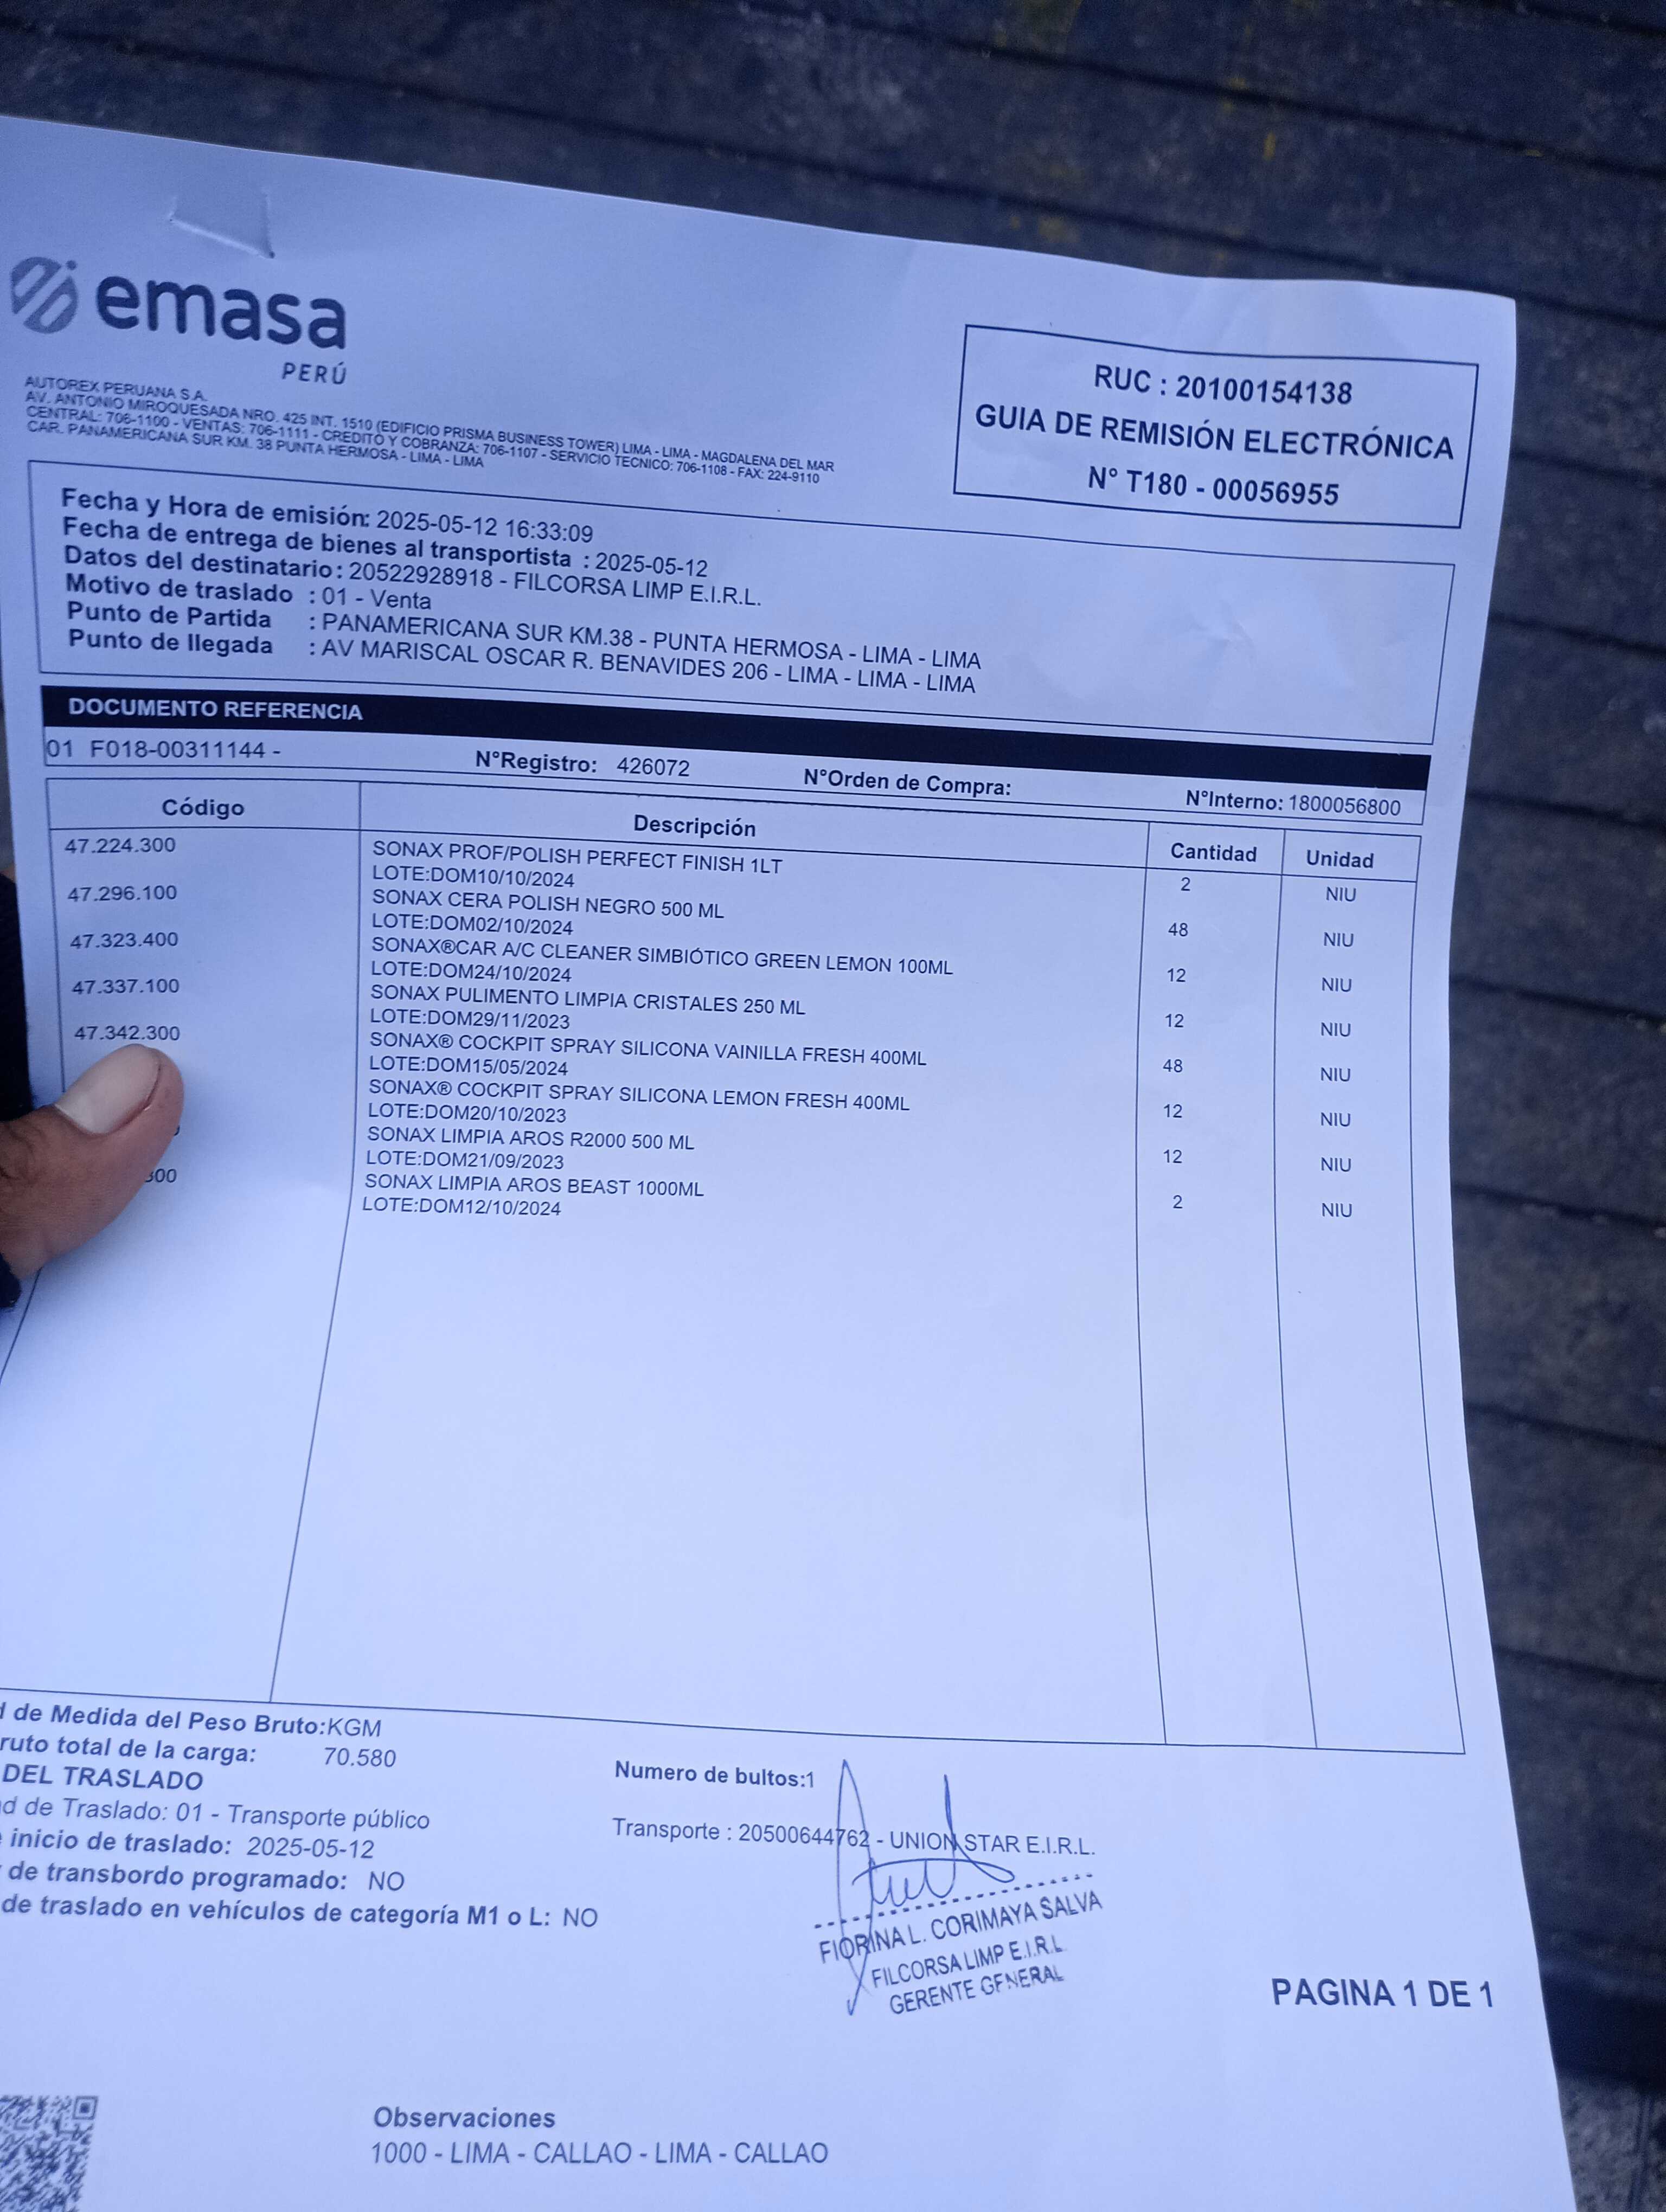 emasa
PERÚ
AUTOREX PERUANA S.A.
AV. ANTONIO MIROQUESADA NRO. 425 INT. 1510 (EDIFICIO PRISMA BUSINESS TOWER) LIMA - LIMA - MAGDALENA DEL MAR
CENTRAL: 706-1100 - VENTAS: 706-1111 - CREDITO Y COBRANZA: 706-1107 - SERVICIO TECNICO: 706-1108 - FAX: 224-9110
CAR. PANAMERICANA SUR KM. 38 PUNTA HERMOSA - LIMA - LIMA
RUC : 20100154138
GUIA DE REMISIÓN ELECTRÓNICA
N° T180 - 00056955
Fecha y Hora de emisión: 2025-05-12 16:33:09
Fecha de entrega de bienes al transportista : 2025-05-12
Datos del destinatario : 20522928918 - FILCORSA LIMP E.I.R.L.
Motivo de traslado : 01 - Venta
Punto de Partida : PANAMERICANA SUR KM.38 - PUNTA HERMOSA - LIMA - LIMA
Punto de llegada : AV MARISCAL OSCAR R. BENAVIDES 206 - LIMA - LIMA - LIMA
DOCUMENTO REFERENCIA
01 F018-00311144 - N°Registro: 426072 N°Orden de Compra: N°Interno: 1800056800
Código Descripción Cantidad Unidad
47.224.300 SONAX PROF/POLISH PERFECT FINISH 1LT 2 NIU
LOTE:DOM10/10/2024
47.296.100 SONAX CERA POLISH NEGRO 500 ML 48 NIU
LOTE:DOM02/10/2024
47.323.400 SONAX®CAR A/C CLEANER SIMBIÓTICO GREEN LEMON 100ML 12 NIU
LOTE:DOM24/10/2024
47.337.100 SONAX PULIMENTO LIMPIA CRISTALES 250 ML 12 NIU
LOTE:DOM29/11/2023
47.342.300 SONAX® COCKPIT SPRAY SILICONA VAINILLA FRESH 400ML 48 NIU
LOTE:DOM15/05/2024
SONAX® COCKPIT SPRAY SILICONA LEMON FRESH 400ML 12 NIU
LOTE:DOM20/10/2023
SONAX LIMPIA AROS R2000 500 ML 12 NIU
LOTE:DOM21/09/2023
300 SONAX LIMPIA AROS BEAST 1000ML 2 NIU
LOTE:DOM12/10/2024
de Medida del Peso Bruto:KGM
ruto total de la carga: 70.580 Numero de bultos:1
DEL TRASLADO
d de Traslado: 01 - Transporte público Transporte : 20500644762 - UNION STAR E.I.R.L.
inicio de traslado: 2025-05-12
de transbordo programado: NO
de traslado en vehículos de categoría M1 o L: NO
FIORINA L. CORIMAYA SALVA
FILCORSA LIMP E.I.R.L
GERENTE GENERAL
PAGINA 1 DE 1
Observaciones
1000 - LIMA - CALLAO - LIMA - CALLAO